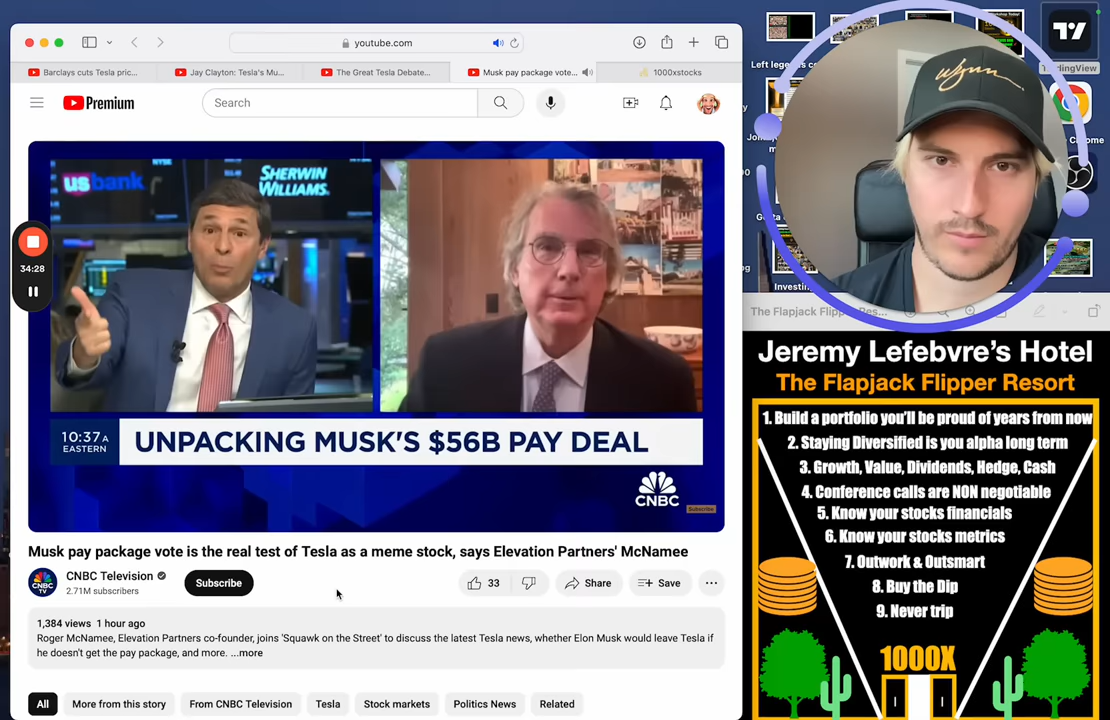 youtube.com
Barclays cuts Tesla pric...
Jay Clayton: Tesla's Mu...
The Great Tesla Debate...
Musk pay package vote...
1000xstocks
Premium
Search
34:28
usbank
SHERWIN
WILLIAMS.
10:37A
EASTERN
UNPACKING MUSK'S $56B PAY DEAL
CNBC
Subscribe
Musk pay package vote is the real test of Tesla as a meme stock, says Elevation Partners' McNamee
CNBC
TV
CNBC Television
2.71M subscribers
Subscribe
33
Share
Save
1,384 views 1 hour ago
Roger McNamee, Elevation Partners co-founder, joins 'Squawk on the Street' to discuss the latest Tesla news, whether Elon Musk would leave Tesla if
he doesn't get the pay package, and more. ...more
All
More from this story
From CNBC Television
Tesla
Stock markets
Politics News
Related
TradingView
wynn
The Flapjack Flipper Res...
Jeremy Lefebvre's Hotel
The Flapjack Flipper Resort
1. Build a portfolio you'll be proud of years from now
2. Staying Diversified is you alpha long term
3. Growth, Value, Dividends, Hedge, Cash
4. Conference calls are NON negotiable
5. Know your stocks financials
6. Know your stocks metrics
7. Outwork & Outsmart
8. Buy the Dip
9. Never trip
1000X